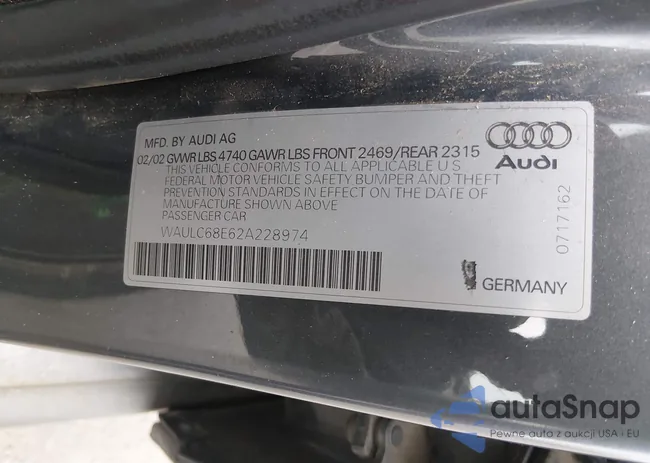 MFD. BY AUDI AG
02/02 GVWR LBS 4740 GAWR LBS FRONT 2469/REAR 2315
THIS VEHICLE CONFORMS TO ALL APPLICABLE U S
FEDERAL MOTOR VEHICLE SAFETY BUMPER AND THEFT
PREVENTION STANDARDS IN EFFECT ON THE DATE OF
MANUFACTURE SHOWN ABOVE
PASSENGER CAR
WAULC68E62A228974
Audi
0717162
GERMANY
autaSnap
Pewne auto z aukcji USA • EU